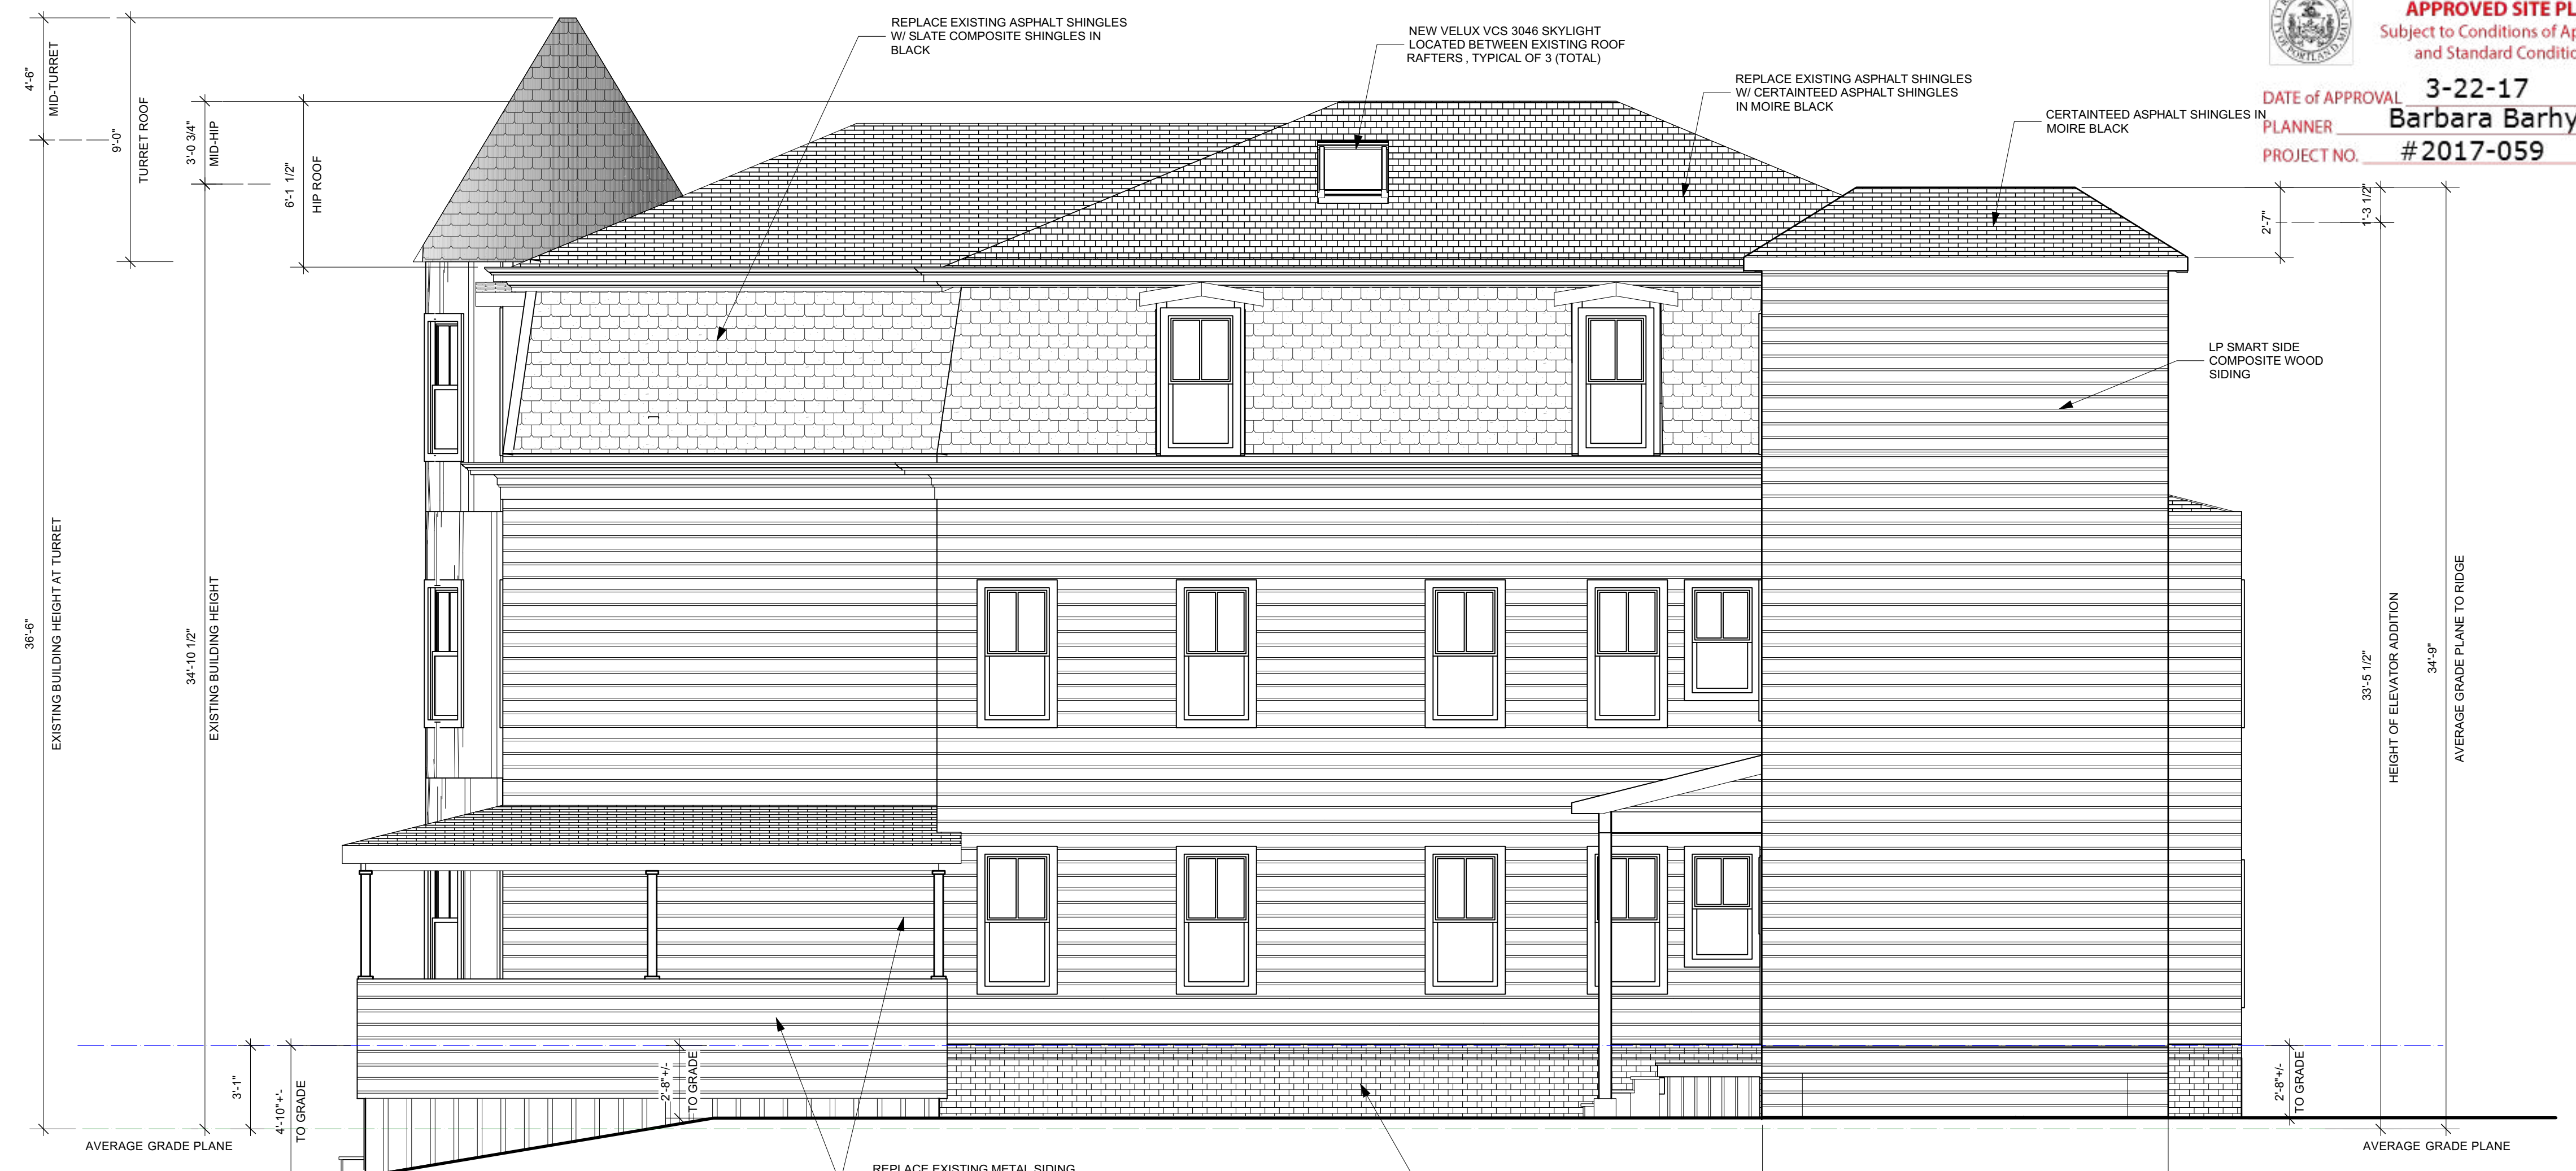 REPLACE EXISTING ASPHALT SHINGLES
W/ SLATE COMPOSITE SHINGLES IN
BLACK
NEW VELUX VCS 3046 SKYLIGHT
LOCATED BETWEEN EXISTING ROOF
RAFTERS , TYPICAL OF 3 (TOTAL)
REPLACE EXISTING ASPHALT SHINGLES
W/ CERTAINTEED ASPHALT SHINGLES
IN MOIRE BLACK
CERTAINTEED ASPHALT SHINGLES IN
MOIRE BLACK
CITY OF PORTLAND, MAINE
APPROVED SITE PL
Subject to Conditions of Ap
and Standard Conditio
DATE of APPROVAL 3-22-17
PLANNER Barbara Barhy
PROJECT NO. #2017-059
4'-6"
MID-TURRET
9'-0"
TURRET ROOF
3'-0 3/4"
MID-HIP
6'-1 1/2"
HIP ROOF
2'-7"
1'-3 1/2"
LP SMART SIDE
COMPOSITE WOOD
SIDING
36'-6"
EXISTING BUILDING HEIGHT AT TURRET
34'-10 1/2"
EXISTING BUILDING HEIGHT
33'-5 1/2"
HEIGHT OF ELEVATOR ADDITION
34'-9"
AVERAGE GRADE PLANE TO RIDGE
3'-1"
4'-10"+'-
TO GRADE
2'-8"+/-
TO GRADE
2'-8"+/-
TO GRADE
AVERAGE GRADE PLANE
AVERAGE GRADE PLANE
REPLACE EXISTING METAL SIDING